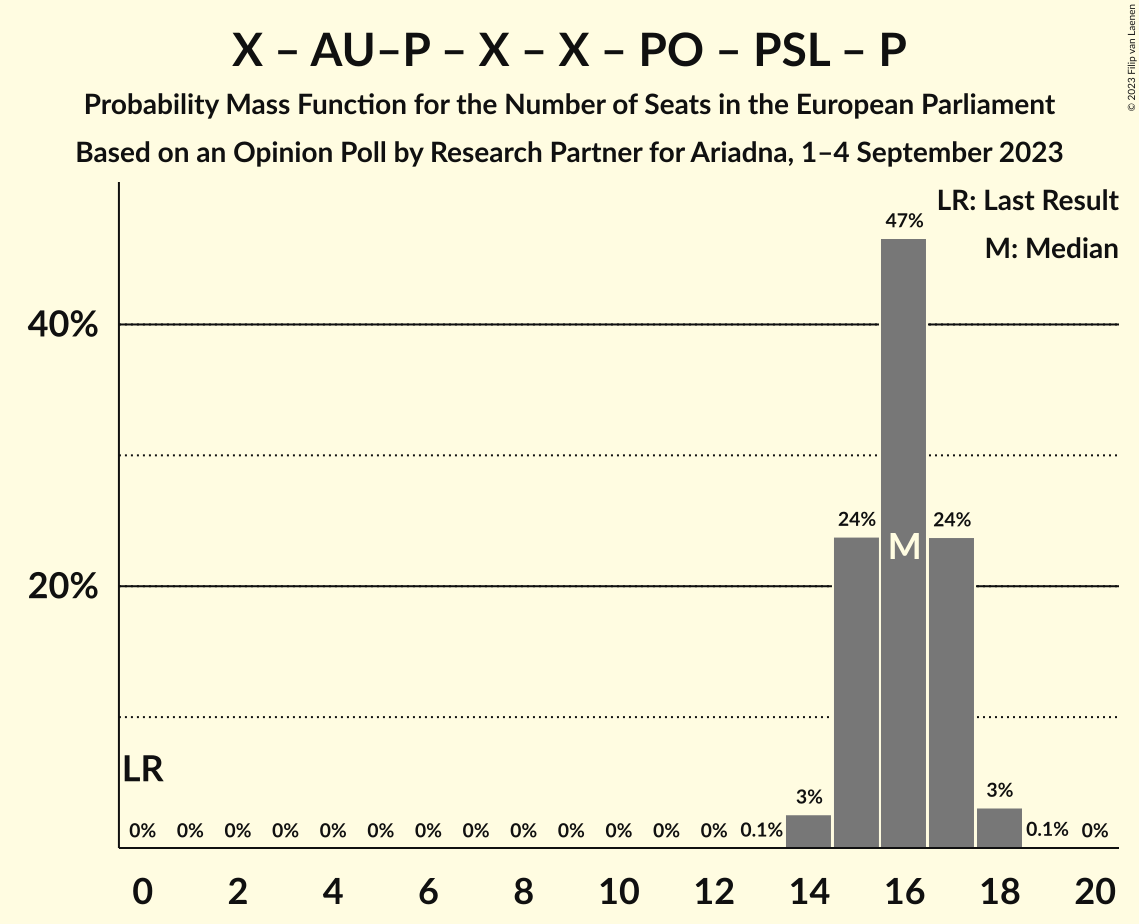 X – AU–P – X – X – PO – PSL – P
Probability Mass Function for the Number of Seats in the European Parliament
Based on an Opinion Poll by Research Partner for Ariadna, 1–4 September 2023
© 2023 Filip van Laenen
LR: Last Result
M: Median
47%
40%
24% 24%
M
20%
LR
3% 3%
0% 0% 0% 0% 0% 0% 0% 0% 0% 0% 0% 0% 0% 0.1% 0.1% 0%
0 2 4 6 8 10 12 14 16 18 20